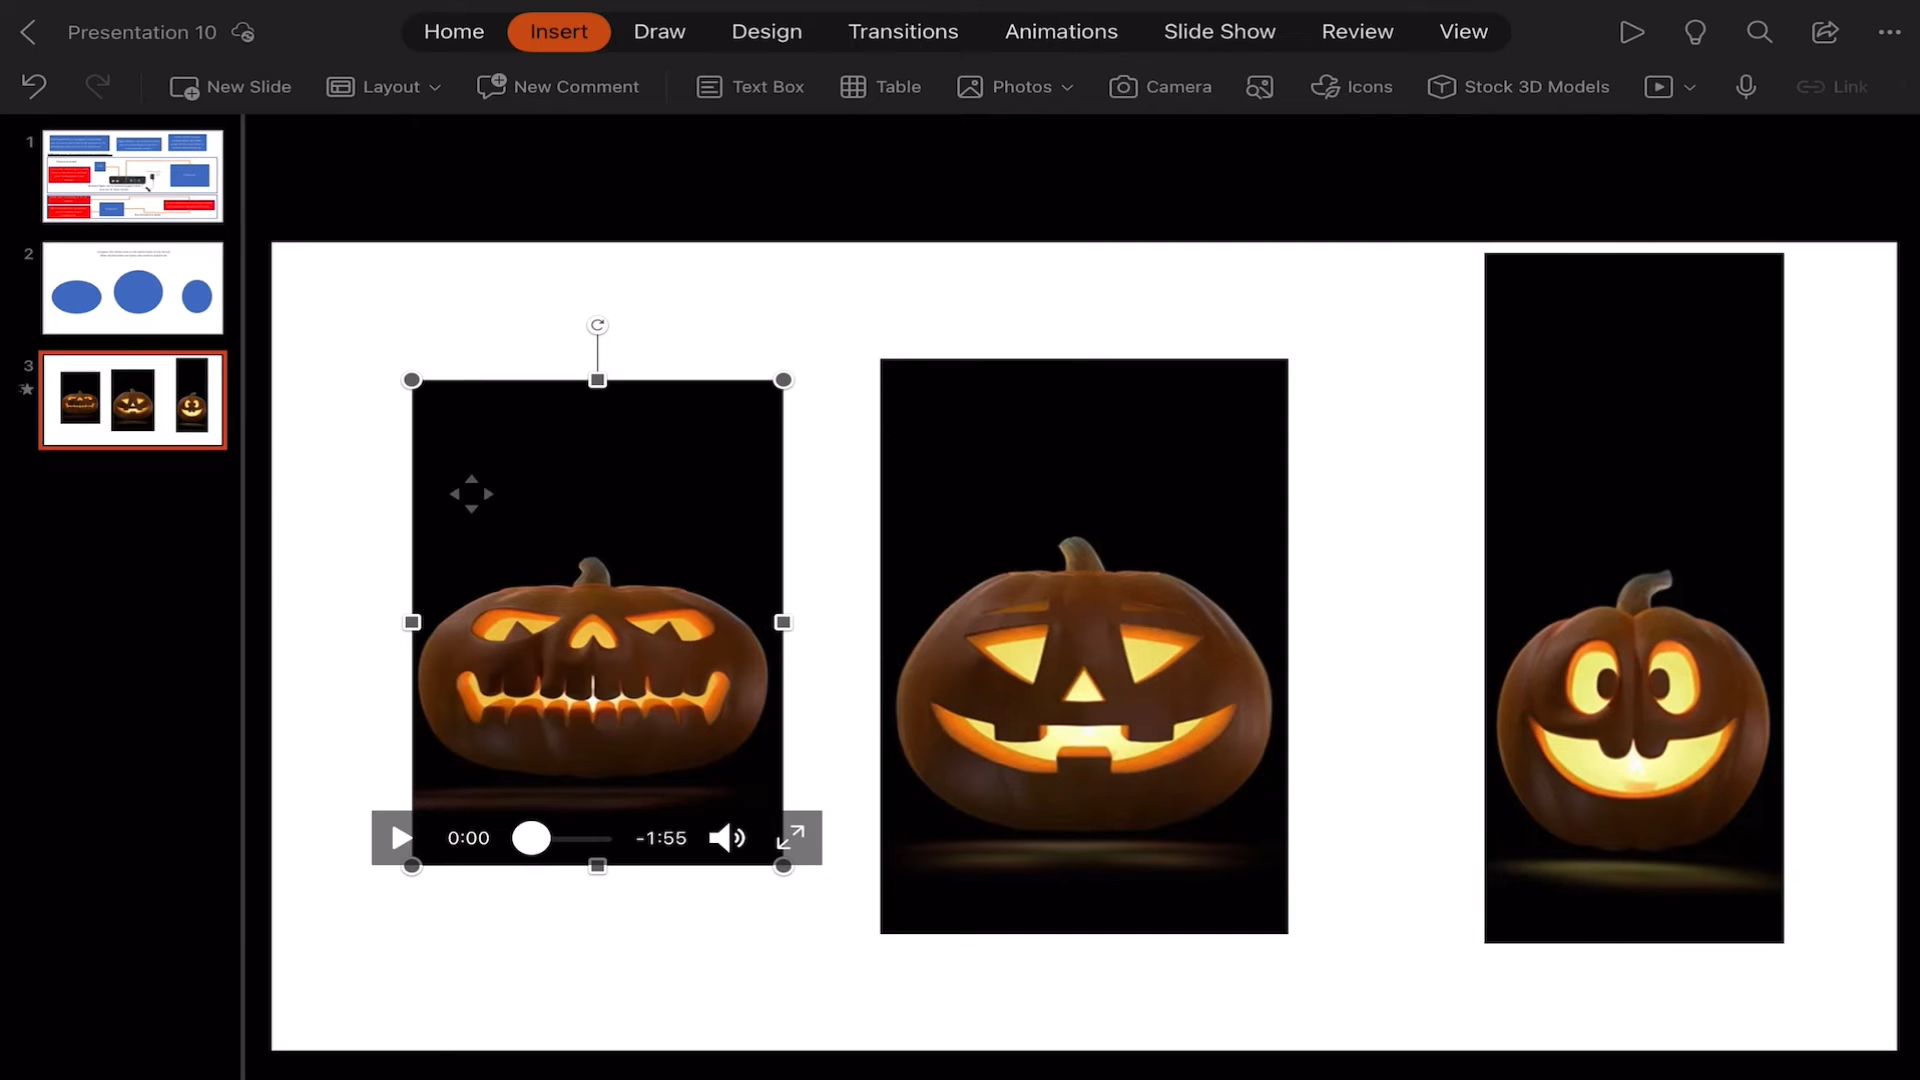 Presentation 10
Home Insert Draw Design Transitions Animations Slide Show Review View
New Slide Layout New Comment Text Box Table Photos Camera Icons Stock 3D Models Link
1
2
3
0:00 -1:55